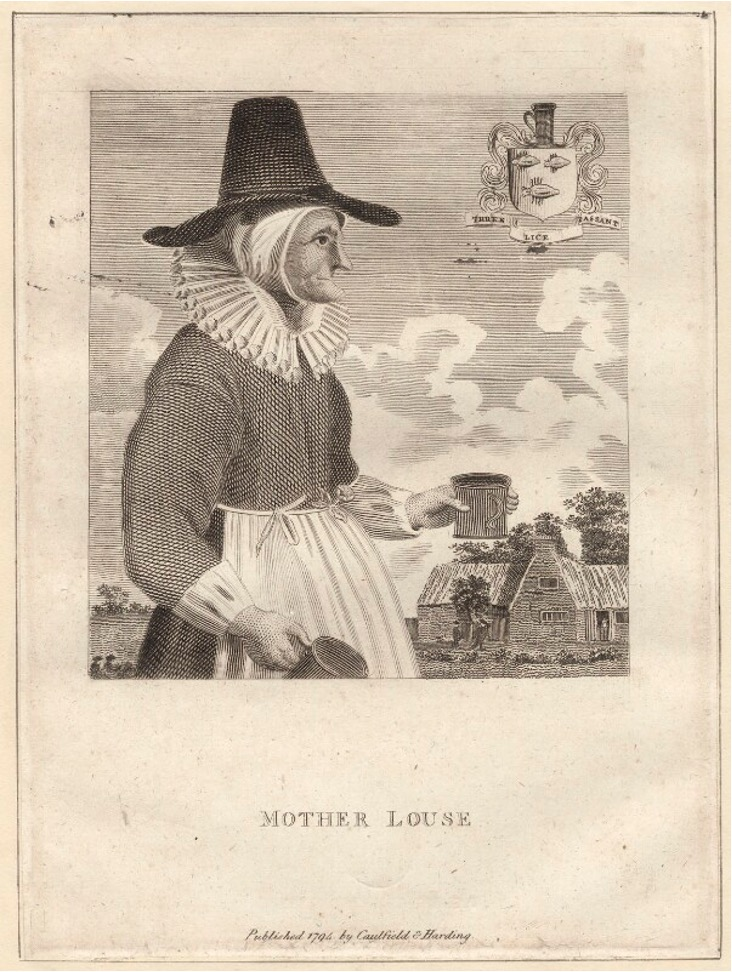 THREE PASSANT
LICE
MOTHER LOUSE
Published 1794 by Caulfield & Harding